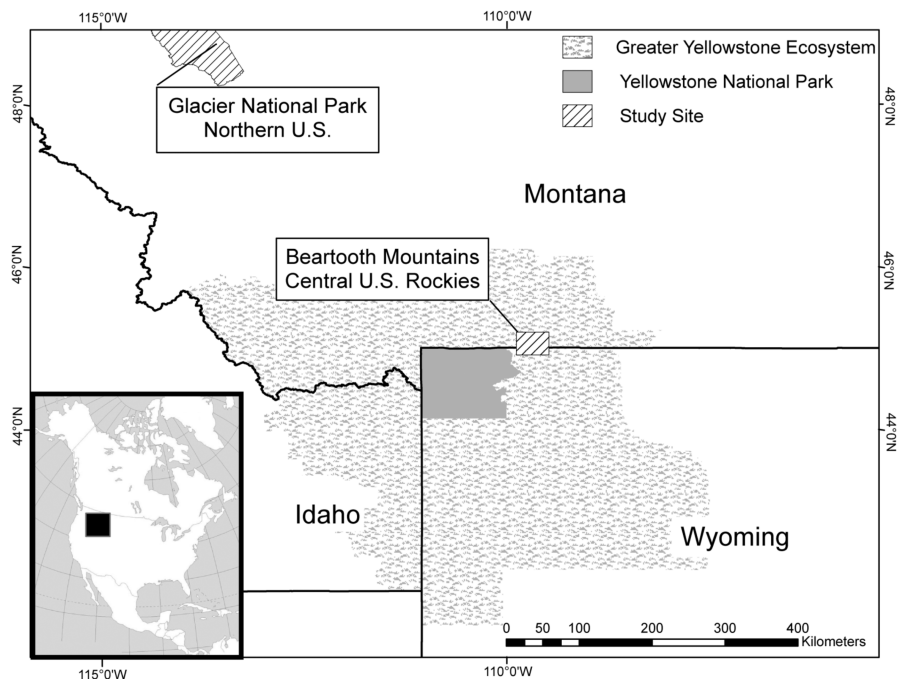 115°0'W
110°0'W
Greater Yellowstone Ecosystem
Yellowstone National Park
Study Site
48°0'N
48°0'N
Glacier National Park
Northern U.S.
Montana
Beartooth Mountains
Central U.S. Rockies
46°0'N
46°0'N
44°0'N
44°0'N
Idaho
Wyoming
0 25 50 100 200 300 400
Kilometers
115°0'W
110°0'W